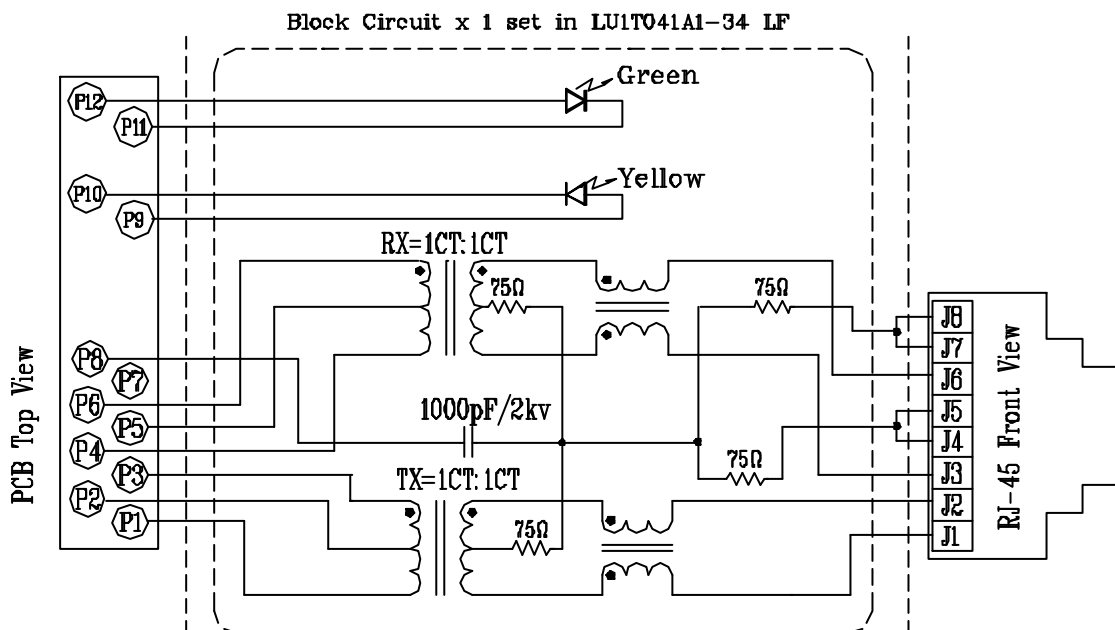 Block Circuit x 1 set in LU1T041A1-34 LF
Green
P12
P11
Yellow
P10
P9
RX=1CT:1CT
75Ω
75Ω
J8
J7
J6
J5
J4
J3
J2
J1
RJ-45 Front View
PCB Top View
P8
P7
P6
P5
P4
P3
P2
P1
1000pF/2kv
75Ω
TX=1CT:1CT
75Ω